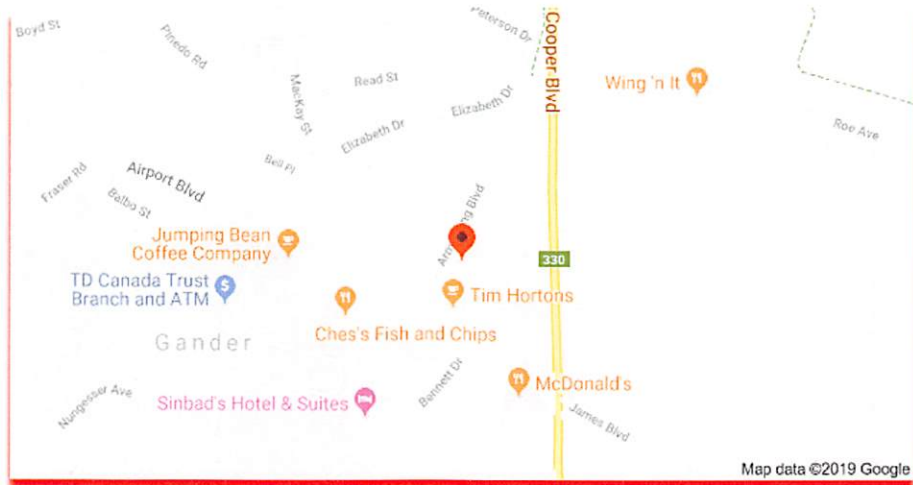 Boyd St
Pinedo Rd
Peterson Dr
Cooper Blvd
Wing 'n It
MacKay St
Read St
Elizabeth Dr
Elizabeth Dr
Roe Ave
Bell Pl
Fraser Rd
Airport Blvd
Balbo St
Jumping Bean
Coffee Company
330
TD Canada Trust
Branch and ATM
Tim Hortons
Ches's Fish and Chips
Gander
Bennett Dr
McDonald's
Nungesser Ave
Sinbad's Hotel & Suites
James Blvd
Map data ©2019 Google